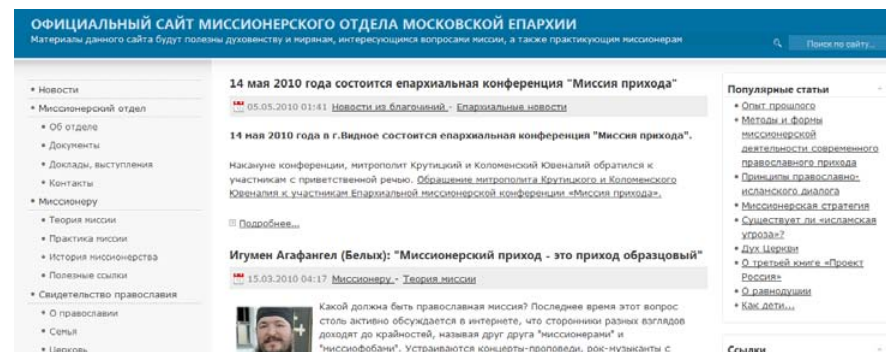 ОФИЦИАЛЬНЫЙ САЙТ МИССИОНЕРСКОГО ОТДЕЛА МОСКОВСКОЙ ЕПАРХИИ
Материалы данного сайта будут полезны духовенству и мирянам, интересующимся вопросами миссии, а также практикующим миссионерам
Поиск по сайту...
Новости
Миссионерский отдел
Об отделе
Документы
Доклады, выступления
Контакты
Миссионеру
Теория миссии
Практика миссии
История миссионерства
Полезные ссылки
Свидетельство православия
О православии
Семья
Церковь
14 мая 2010 года состоится епархиальная конференция "Миссия прихода"
05.05.2010 01:41 Новости из благочиний - Епархиальные новости
14 мая 2010 года в г.Видное состоится епархиальная конференция "Миссия прихода".
Накануне конференции, митрополит Крутицкий и Коломенский Ювеналий обратился к
участникам с приветственной речью. Обращение митрополита Крутицкого и Коломенского
Ювеналия к участникам Епархиальной миссионерской конференции «Миссия прихода».
Подробнее...
Игумен Агафангел (Белых): "Миссионерский приход - это приход образцовый"
15.03.2010 04:17 Миссионеру - Теория миссии
Какой должна быть православная миссия? Последнее время этот вопрос
столь активно обсуждается в интернете, что сторонники разных взглядов
доходят до крайностей, называя друг друга "миссионерами" и
"миссиофобами". Устраиваются концерты-проповеди, рок-музыканты с
Популярные статьи
Опыт прошлого
Методы и формы
миссионерской
деятельности современного
православного прихода
Принципы православно-
исланского диалога
Миссионерская стратегия
Существует ли «исламская
угроза»?
Дух Церкви
О третьей книге «Проект
Россия»
О равнодушии
Как дети...
Ссылки